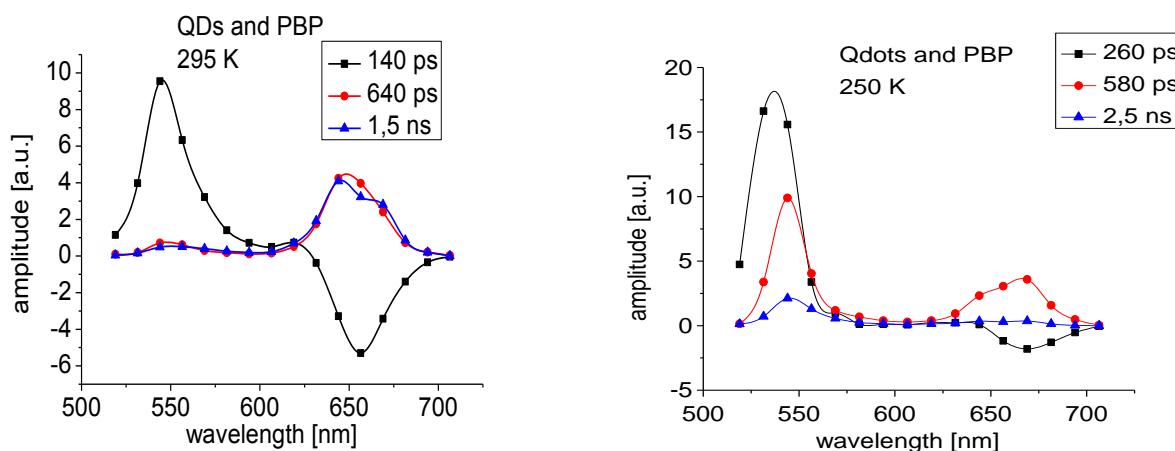 QDs and PBP
295 K
140 ps
640 ps
1,5 ns
amplitude [a.u.]
10
8
6
4
2
0
-2
-4
-6
500 550 600 650 700
wavelength [nm]
Qdots and PBP
250 K
260 ps
580 ps
2,5 ns
amplitude [a.u.]
20
15
10
5
0
-5
500 550 600 650 700
wavelength [nm]